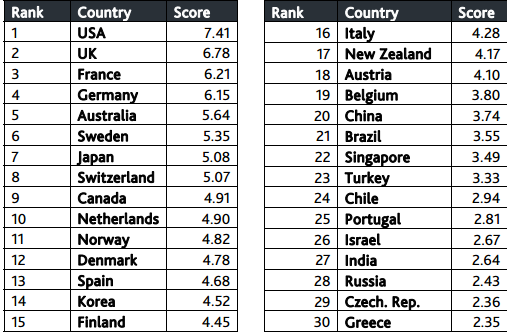 Rank Country Score
1 USA 7.41
2 UK 6.78
3 France 6.21
4 Germany 6.15
5 Australia 5.64
6 Sweden 5.35
7 Japan 5.08
8 Switzerland 5.07
9 Canada 4.91
10 Netherlands 4.90
11 Norway 4.82
12 Denmark 4.78
13 Spain 4.68
14 Korea 4.52
15 Finland 4.45
Rank Country Score
16 Italy 4.28
17 New Zealand 4.17
18 Austria 4.10
19 Belgium 3.80
20 China 3.74
21 Brazil 3.55
22 Singapore 3.49
23 Turkey 3.33
24 Chile 2.94
25 Portugal 2.81
26 Israel 2.67
27 India 2.64
28 Russia 2.43
29 Czech. Rep. 2.36
30 Greece 2.35